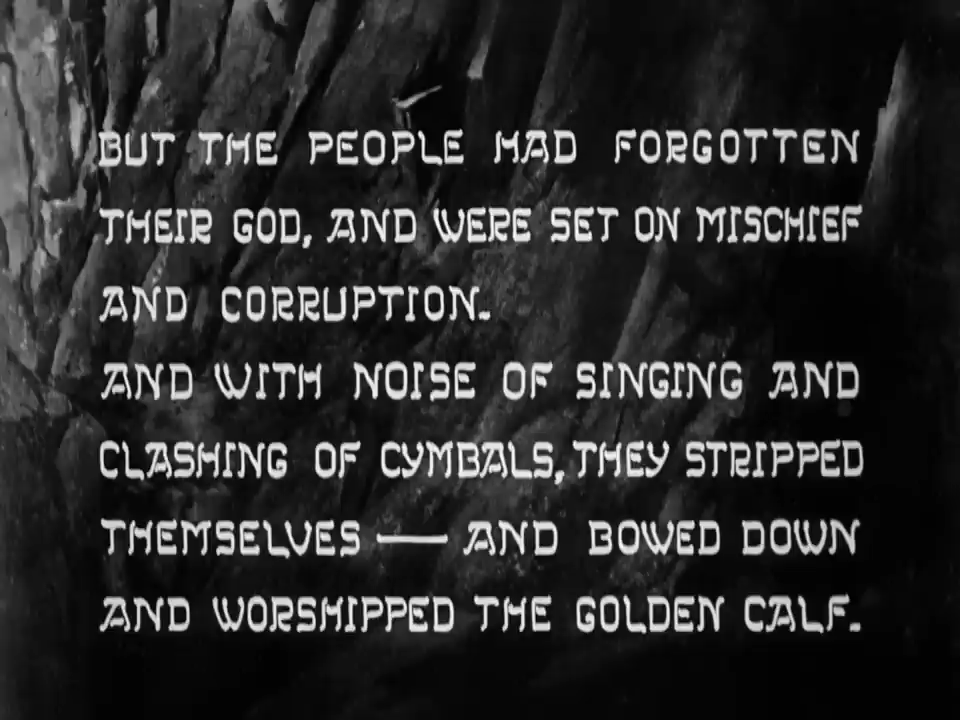 BUT THE PEOPLE HAD FORGOTTEN
THEIR GOD, AND WERE SET ON MISCHIEF
AND CORRUPTION.
AND WITH NOISE OF SINGING AND
CLASHING OF CYMBALS, THEY STRIPPED
THEMSELVES — AND BOWED DOWN
AND WORSHIPPED THE GOLDEN CALF.